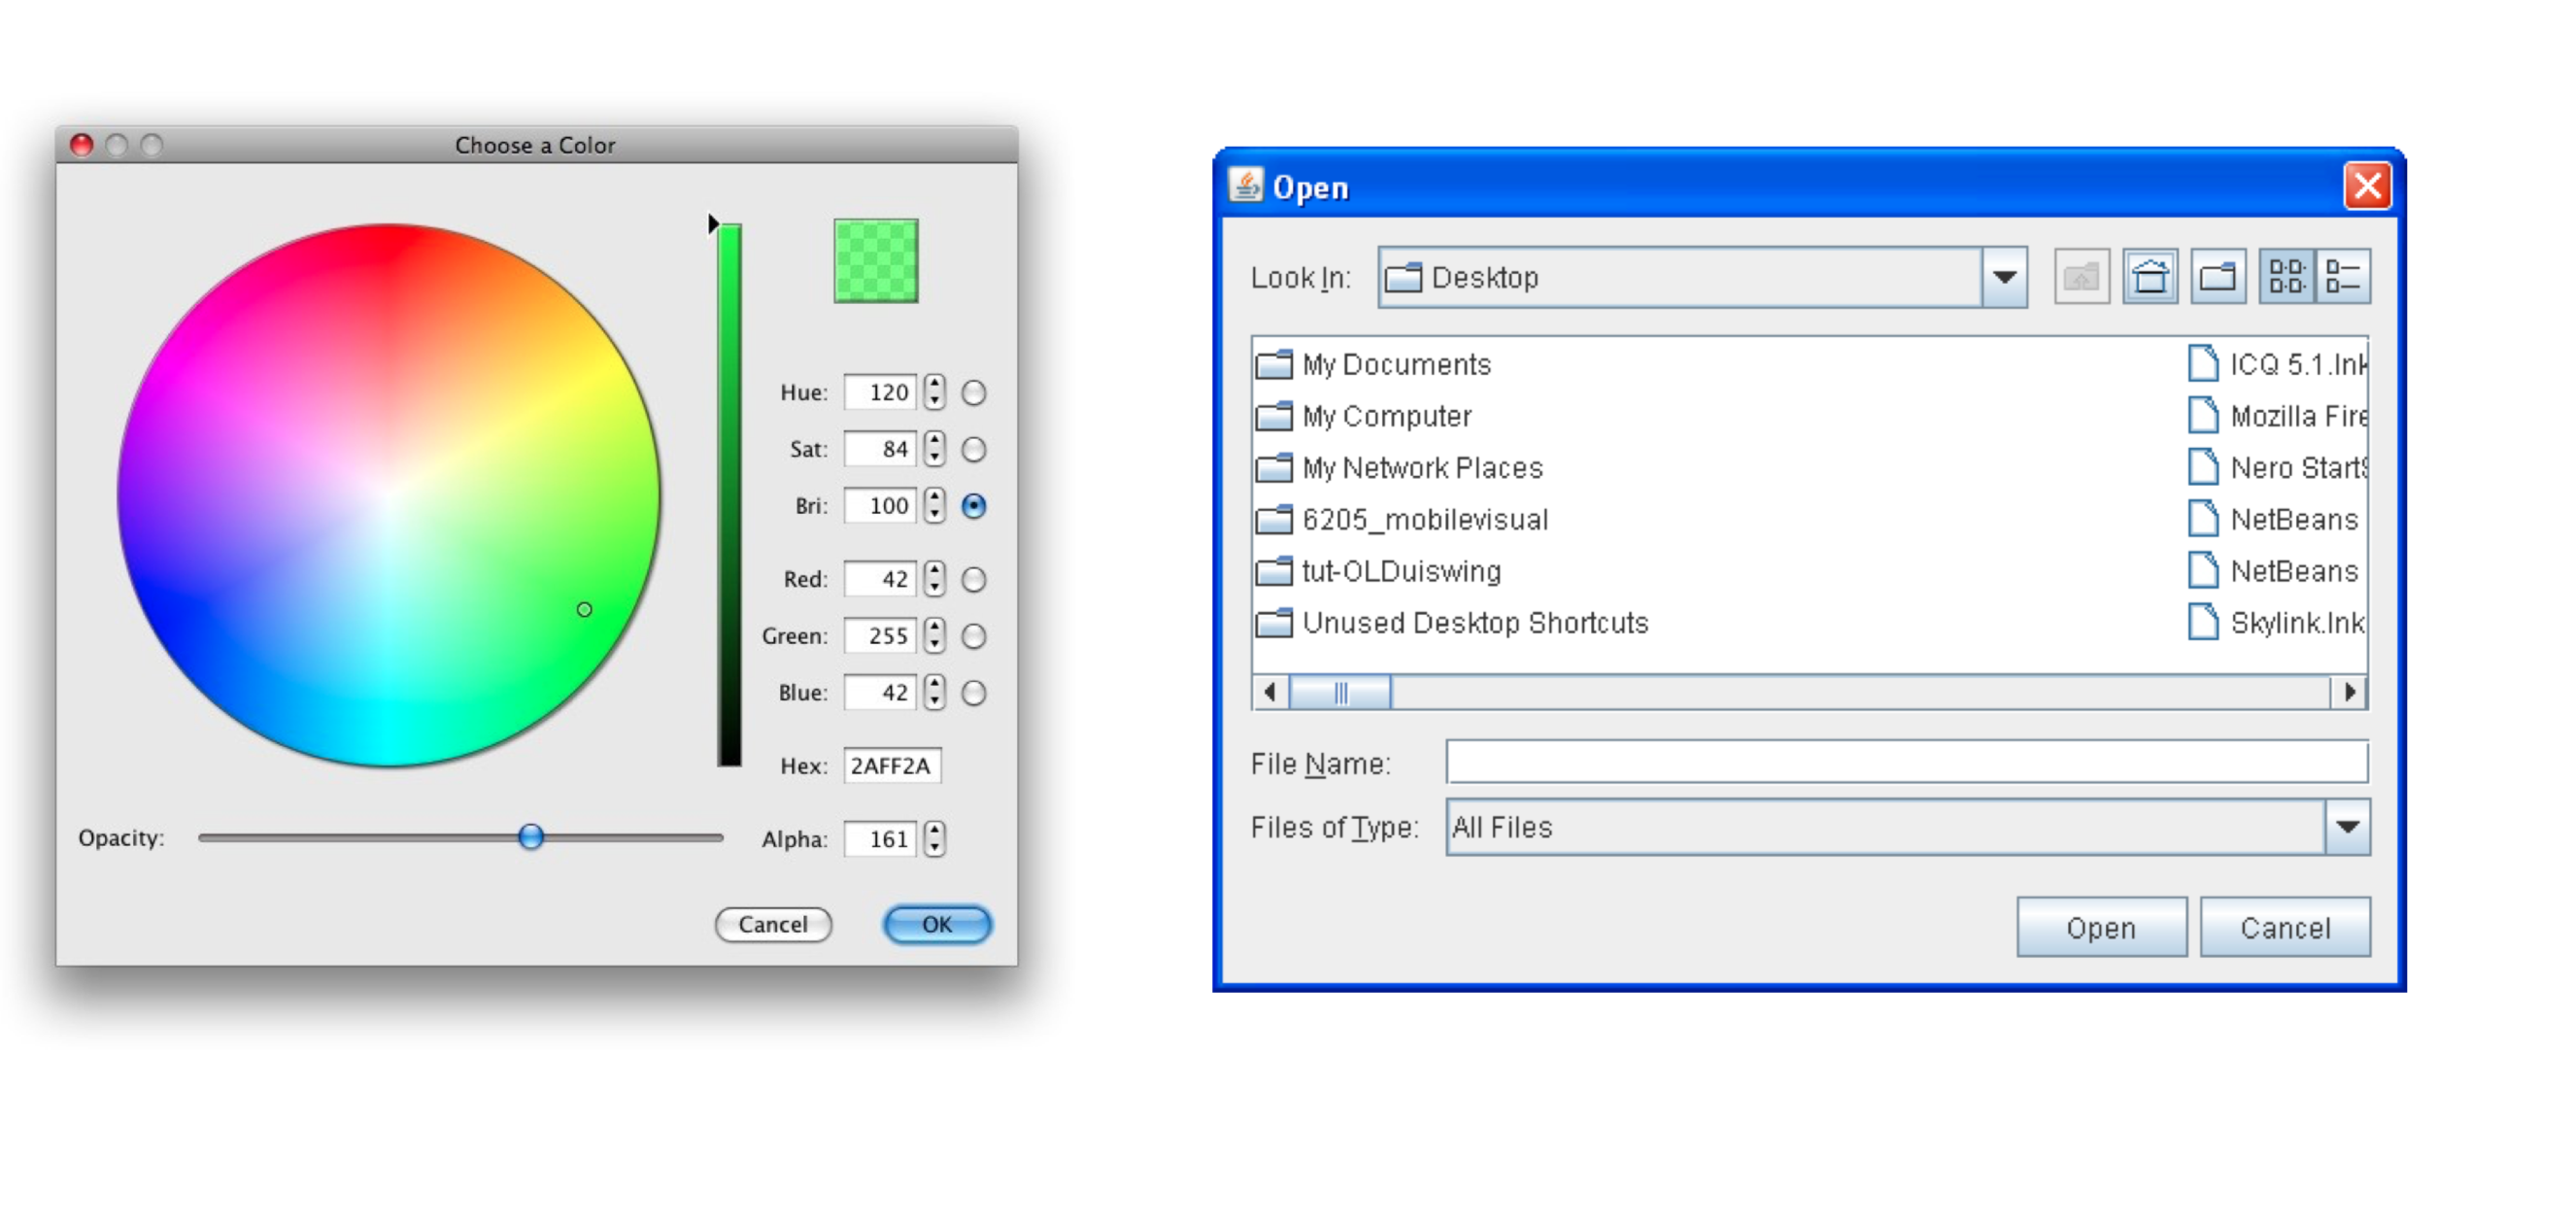 Choose a Color
Hue: 120
Sat: 84
Bri: 100
Red: 42
Green: 255
Blue: 42
Hex: 2AFF2A
Opacity:
Alpha: 161
Cancel
OK
Open
Look In: Desktop
My Documents
My Computer
My Network Places
6205_mobilevisual
tut-OLDuiswing
Unused Desktop Shortcuts
ICQ 5.1.lnk
Mozilla Fire
Nero Start
NetBeans
NetBeans
Skylink.lnk
File Name:
Files of Type: All Files
Open
Cancel